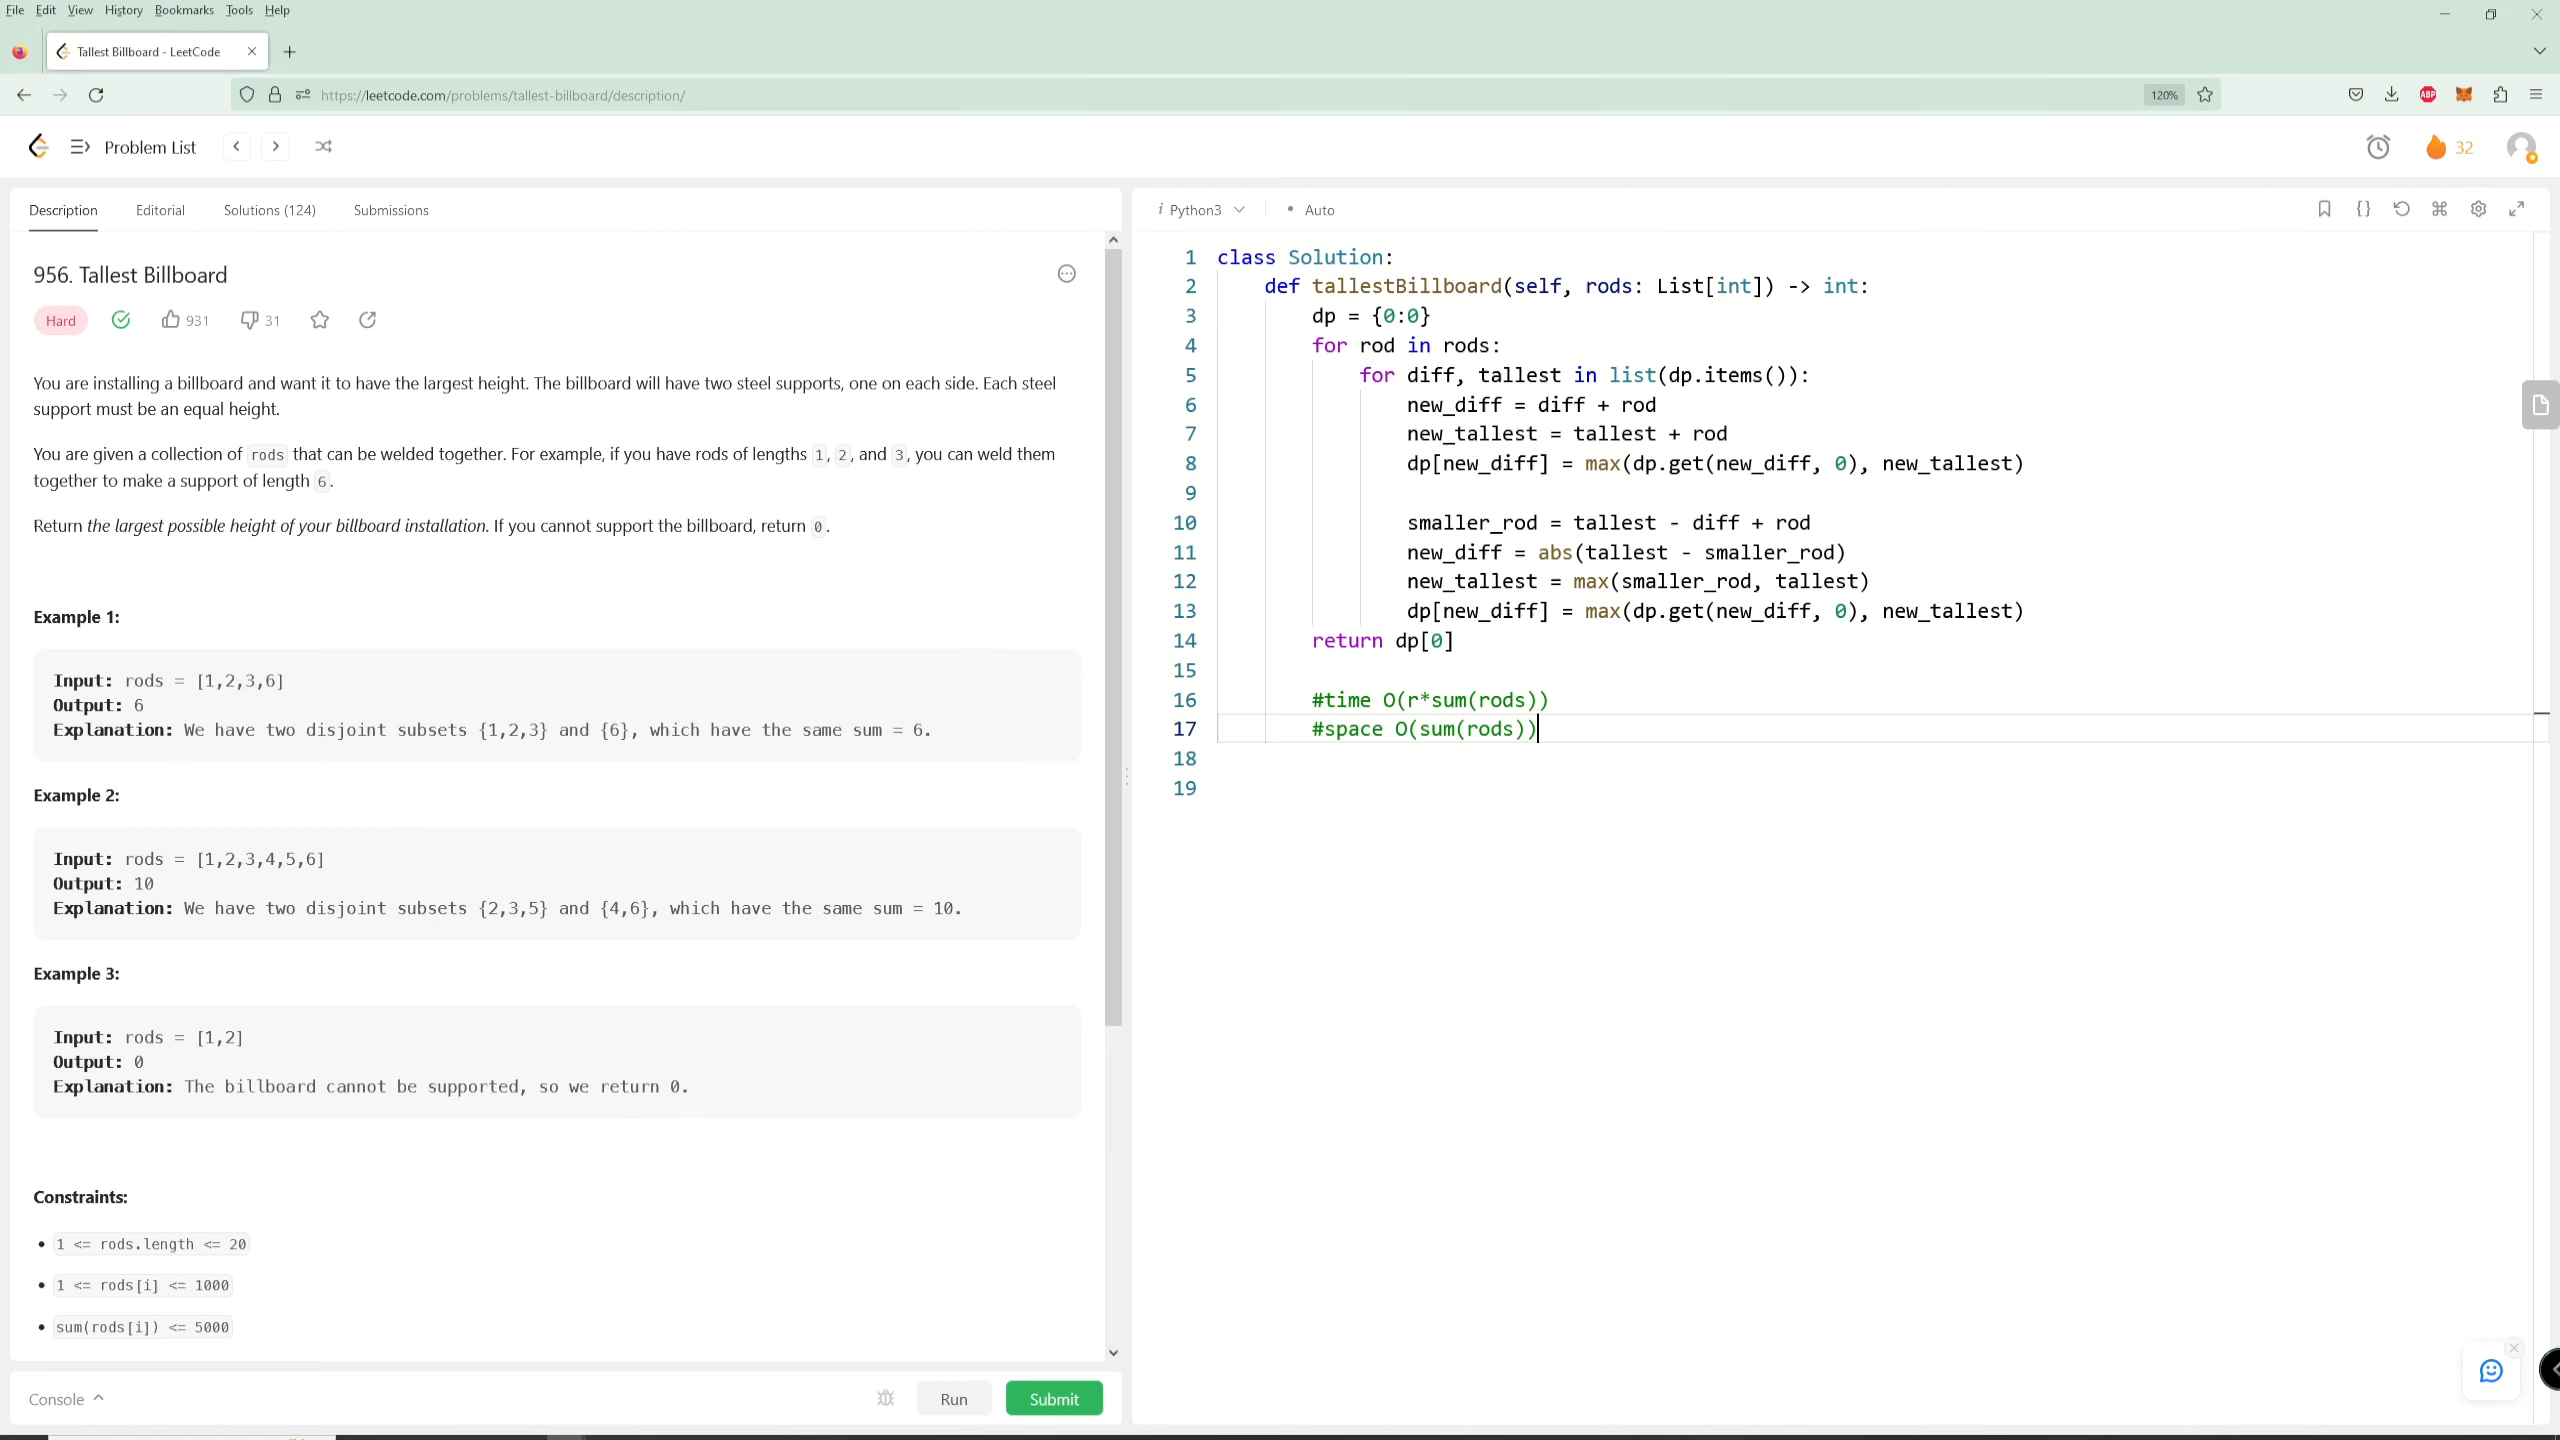 File Edit View History Bookmarks Tools Help
Tallest Billboard - LeetCode
https://leetcode.com/problems/tallest-billboard/description/
120%
ABP
Problem List
32
Description Editorial Solutions (124) Submissions
i Python3 Auto
956. Tallest Billboard
Hard 931 31
You are installing a billboard and want it to have the largest height. The billboard will have two steel supports, one on each side. Each steel
support must be an equal height.
You are given a collection of rods that can be welded together. For example, if you have rods of lengths 1, 2, and 3, you can weld them
together to make a support of length 6.
Return the largest possible height of your billboard installation. If you cannot support the billboard, return 0.
Example 1:
Input: rods = [1,2,3,6]
Output: 6
Explanation: We have two disjoint subsets {1,2,3} and {6}, which have the same sum = 6.
Example 2:
Input: rods = [1,2,3,4,5,6]
Output: 10
Explanation: We have two disjoint subsets {2,3,5} and {4,6}, which have the same sum = 10.
Example 3:
Input: rods = [1,2]
Output: 0
Explanation: The billboard cannot be supported, so we return 0.
Constraints:
1 <= rods.length <= 20
1 <= rods[i] <= 1000
sum(rods[i]) <= 5000
Console Run Submit
1 class Solution:
2 def tallestBillboard(self, rods: List[int]) -> int:
3 dp = {0:0}
4 for rod in rods:
5 for diff, tallest in list(dp.items()):
6 new_diff = diff + rod
7 new_tallest = tallest + rod
8 dp[new_diff] = max(dp.get(new_diff, 0), new_tallest)
9
10 smaller_rod = tallest - diff + rod
11 new_diff = abs(tallest - smaller_rod)
12 new_tallest = max(smaller_rod, tallest)
13 dp[new_diff] = max(dp.get(new_diff, 0), new_tallest)
14 return dp[0]
15
16 #time O(r*sum(rods))
17 #space O(sum(rods))
18
19